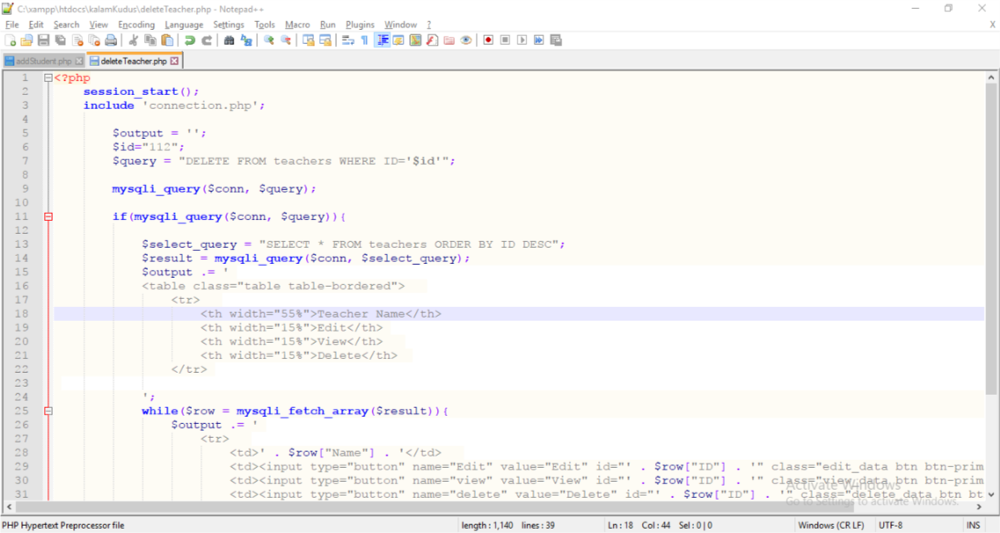 C:\xampp\htdocs\kalamKudus\deleteTeacher.php - Notepad++
File Edit Search View Encoding Language Settings Tools Macro Run Plugins Window ? X
addStudent.php deleteTeacher.php
1 <?php
2 session_start();
3 include 'connection.php';
4
5 $output = '';
6 $id="112";
7 $query = "DELETE FROM teachers WHERE ID='$id'";
8
9 mysqli_query($conn, $query);
10
11 if(mysqli_query($conn, $query)){
12
13 $select_query = "SELECT * FROM teachers ORDER BY ID DESC";
14 $result = mysqli_query($conn, $select_query);
15 $output .= '
16 <table class="table table-bordered">
17 <tr>
18 <th width="55%">Teacher Name</th>
19 <th width="15%">Edit</th>
20 <th width="15%">View</th>
21 <th width="15%">Delete</th>
22 </tr>
23
24 ';
25 while($row = mysqli_fetch_array($result)){
26 $output .= '
27 <tr>
28 <td>' . $row["Name"] . '</td>
29 <td><input type="button" name="Edit" value="Edit" id="' . $row["ID"] . '" class="edit_data btn btn-prim
30 <td><input type="button" name="view" value="View" id="' . $row["ID"] . '" class="view_data btn btn-prim
31 <td><input type="button" name="delete" value="Delete" id="' . $row["ID"] . '" class="delete_data btn bt
Activate Windows
Go to Settings to activate Windows.
PHP Hypertext Preprocessor file length : 1,140 lines : 39 Ln : 18 Col : 44 Sel : 0 | 0 Windows (CR LF) UTF-8 INS